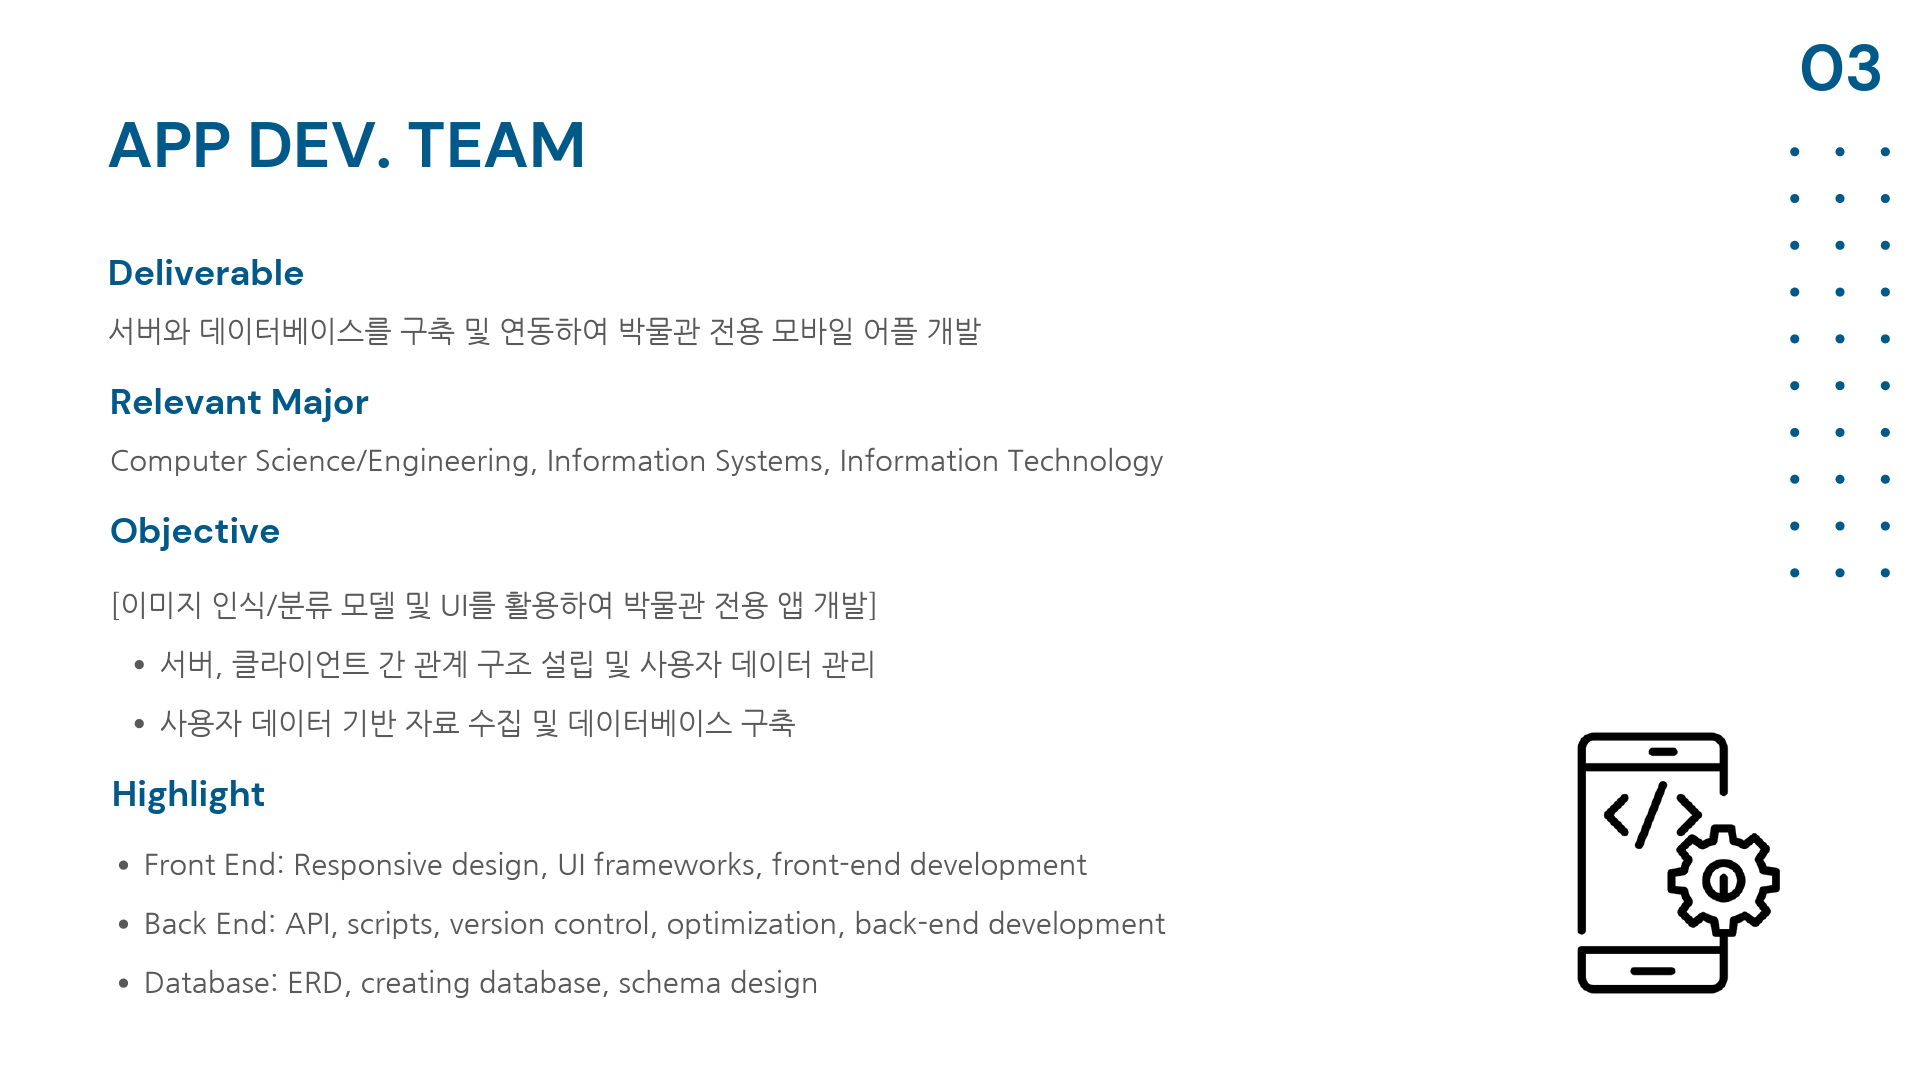 03
APP DEV. TEAM
Deliverable
서버와 데이터베이스를 구축 및 연동하여 박물관 전용 모바일 어플 개발
Relevant Major
Computer Science/Engineering, Information Systems, Information Technology
Objective
[이미지 인식/분류 모델 및 UI를 활용하여 박물관 전용 앱 개발]
• 서버, 클라이언트 간 관계 구조 설립 및 사용자 데이터 관리
• 사용자 데이터 기반 자료 수집 및 데이터베이스 구축
Highlight
• Front End: Responsive design, UI frameworks, front-end development
• Back End: API, scripts, version control, optimization, back-end development
• Database: ERD, creating database, schema design